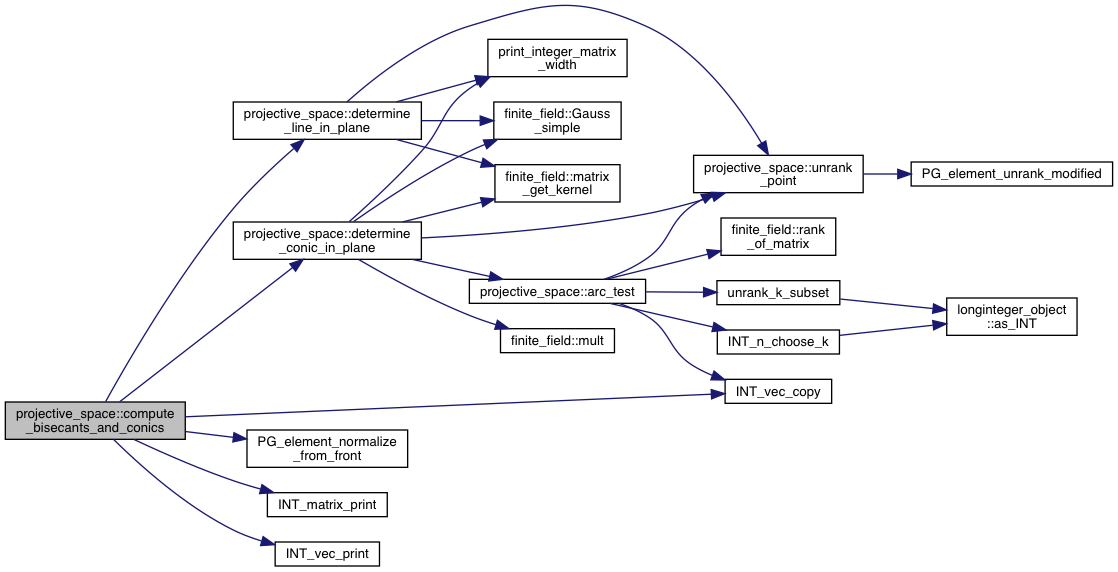 print_integer_matrix
_width
projective_space::determine
_line_in_plane
finite_field::Gauss
_simple
projective_space::unrank
_point
PG_element_unrank_modified
finite_field::matrix
_get_kernel
projective_space::determine
_conic_in_plane
finite_field::rank
_of_matrix
projective_space::arc_test
unrank_k_subset
longinteger_object
::as_INT
finite_field::mult
INT_n_choose_k
INT_vec_copy
projective_space::compute
_bisecants_and_conics
PG_element_normalize
_from_front
INT_matrix_print
INT_vec_print